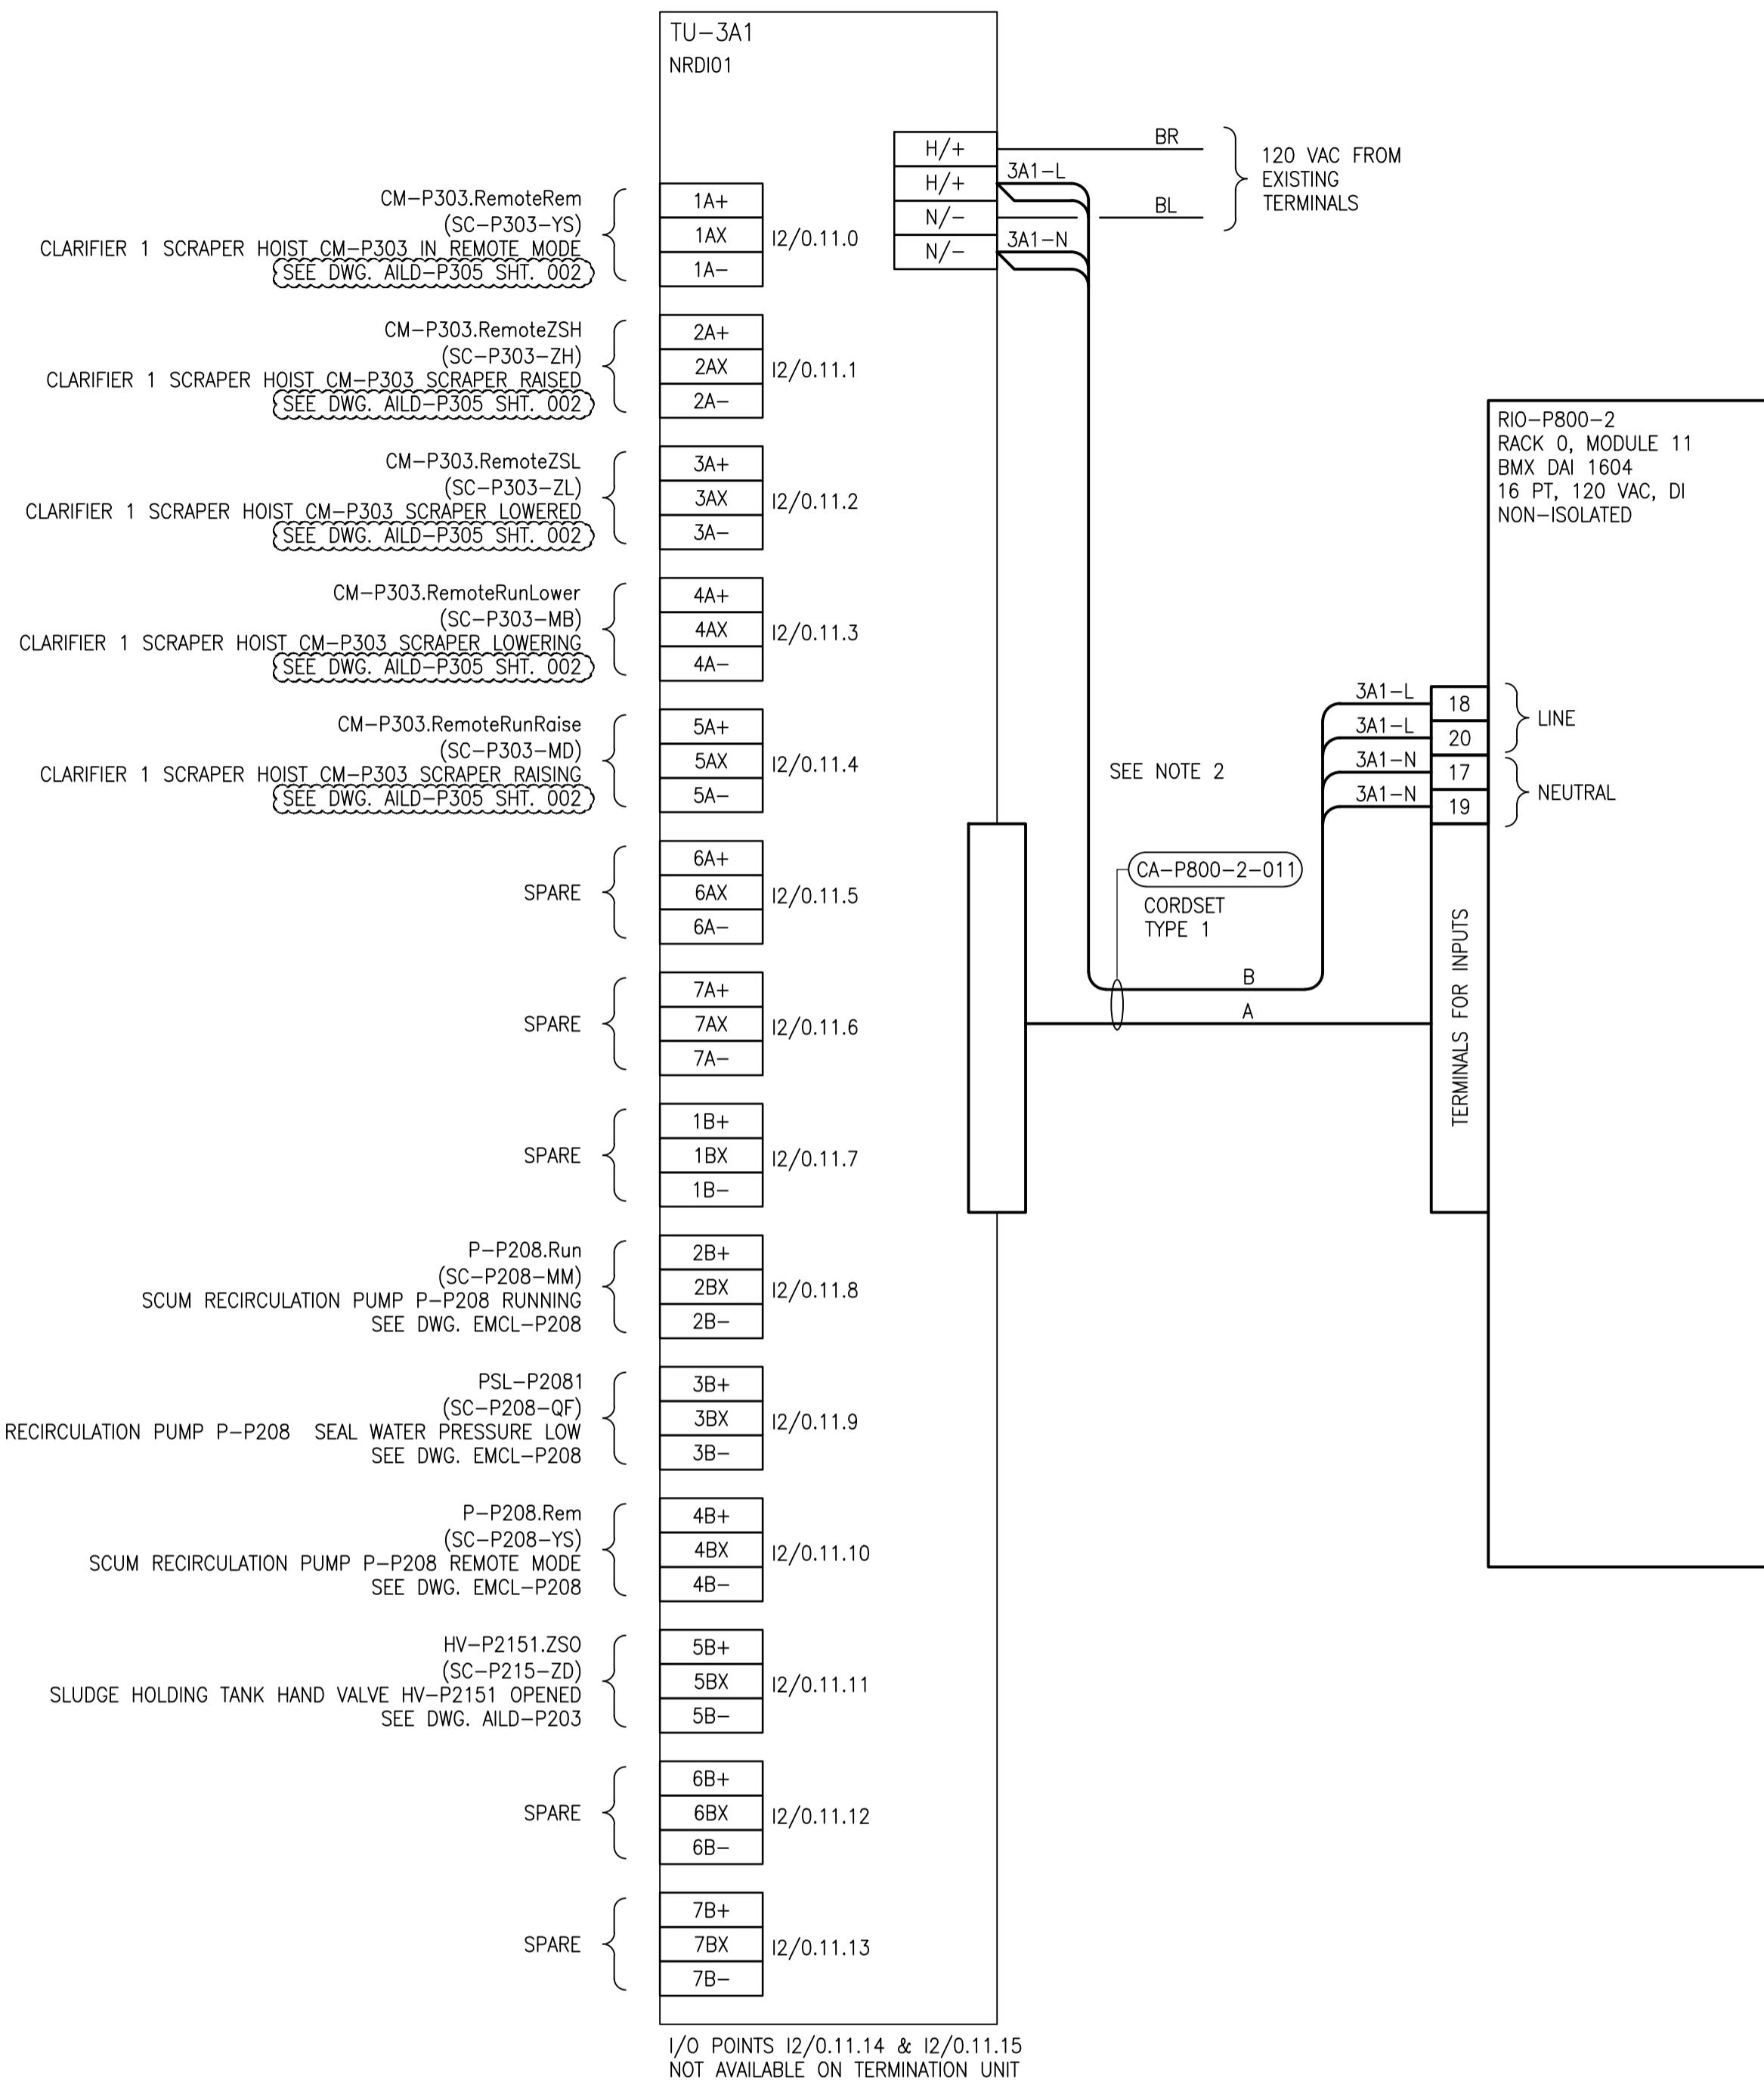 TU-3A1
NRDI01
H/+
H/+
N/-
N/-
BR
3A1-L
BL
3A1-N
120 VAC FROM
EXISTING
TERMINALS
CM-P303.RemoteRem
(SC-P303-YS)
CLARIFIER 1 SCRAPER HOIST CM-P303 IN REMOTE MODE
SEE DWG. AILD-P305 SHT. 002
1A+
1AX
1A-
I2/0.11.0
CM-P303.RemoteZSH
(SC-P303-ZH)
CLARIFIER 1 SCRAPER HOIST CM-P303 SCRAPER RAISED
SEE DWG. AILD-P305 SHT. 002
2A+
2AX
2A-
I2/0.11.1
CM-P303.RemoteZSL
(SC-P303-ZL)
CLARIFIER 1 SCRAPER HOIST CM-P303 SCRAPER LOWERED
SEE DWG. AILD-P305 SHT. 002
3A+
3AX
3A-
I2/0.11.2
CM-P303.RemoteRunLower
(SC-P303-MB)
CLARIFIER 1 SCRAPER HOIST CM-P303 SCRAPER LOWERING
SEE DWG. AILD-P305 SHT. 002
4A+
4AX
4A-
I2/0.11.3
CM-P303.RemoteRunRaise
(SC-P303-MD)
CLARIFIER 1 SCRAPER HOIST CM-P303 SCRAPER RAISING
SEE DWG. AILD-P305 SHT. 002
5A+
5AX
5A-
I2/0.11.4
SPARE
6A+
6AX
6A-
I2/0.11.5
SPARE
7A+
7AX
7A-
I2/0.11.6
SPARE
1B+
1BX
1B-
I2/0.11.7
P-P208.Run
(SC-P208-MM)
SCUM RECIRCULATION PUMP P-P208 RUNNING
SEE DWG. EMCL-P208
2B+
2BX
2B-
I2/0.11.8
PSL-P2081
(SC-P208-QF)
RECIRCULATION PUMP P-P208 SEAL WATER PRESSURE LOW
SEE DWG. EMCL-P208
3B+
3BX
3B-
I2/0.11.9
P-P208.Rem
(SC-P208-YS)
SCUM RECIRCULATION PUMP P-P208 REMOTE MODE
SEE DWG. EMCL-P208
4B+
4BX
4B-
I2/0.11.10
HV-P2151.ZSO
(SC-P215-ZD)
SLUDGE HOLDING TANK HAND VALVE HV-P2151 OPENED
SEE DWG. AILD-P203
5B+
5BX
5B-
I2/0.11.11
SPARE
6B+
6BX
6B-
I2/0.11.12
SPARE
7B+
7BX
7B-
I2/0.11.13
I/O POINTS I2/0.11.14 & I2/0.11.15
NOT AVAILABLE ON TERMINATION UNIT
SEE NOTE 2
CA-P800-2-011
CORDSET
TYPE 1
B
A
RIO-P800-2
RACK 0, MODULE 11
BMX DAI 1604
16 PT, 120 VAC, DI
NON-ISOLATED
3A1-L
18
3A1-L
20
LINE
3A1-N
17
3A1-N
19
NEUTRAL
TERMINALS FOR INPUTS